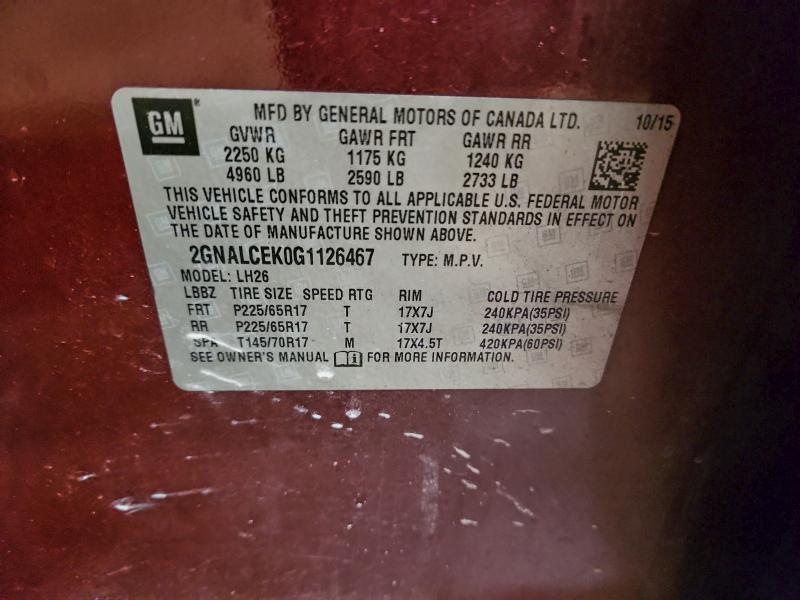 GM® MFD BY GENERAL MOTORS OF CANADA LTD. 10/15
GVWR GAWR FRT GAWR RR
2250 KG 1175 KG 1240 KG
4960 LB 2590 LB 2733 LB
THIS VEHICLE CONFORMS TO ALL APPLICABLE U.S. FEDERAL MOTOR
VEHICLE SAFETY AND THEFT PREVENTION STANDARDS IN EFFECT ON
THE DATE OF MANUFACTURE SHOWN ABOVE.
2GNALCEK0G1126467 TYPE: M.P.V.
MODEL: LH26
LBBZ TIRE SIZE SPEED RTG RIM COLD TIRE PRESSURE
FRT P225/65R17 T 17X7J 240KPA(35PSI)
RR P225/65R17 T 17X7J 240KPA(35PSI)
SPA T145/70R17 M 17X4.5T 420KPA(60PSI)
SEE OWNER'S MANUAL FOR MORE INFORMATION.